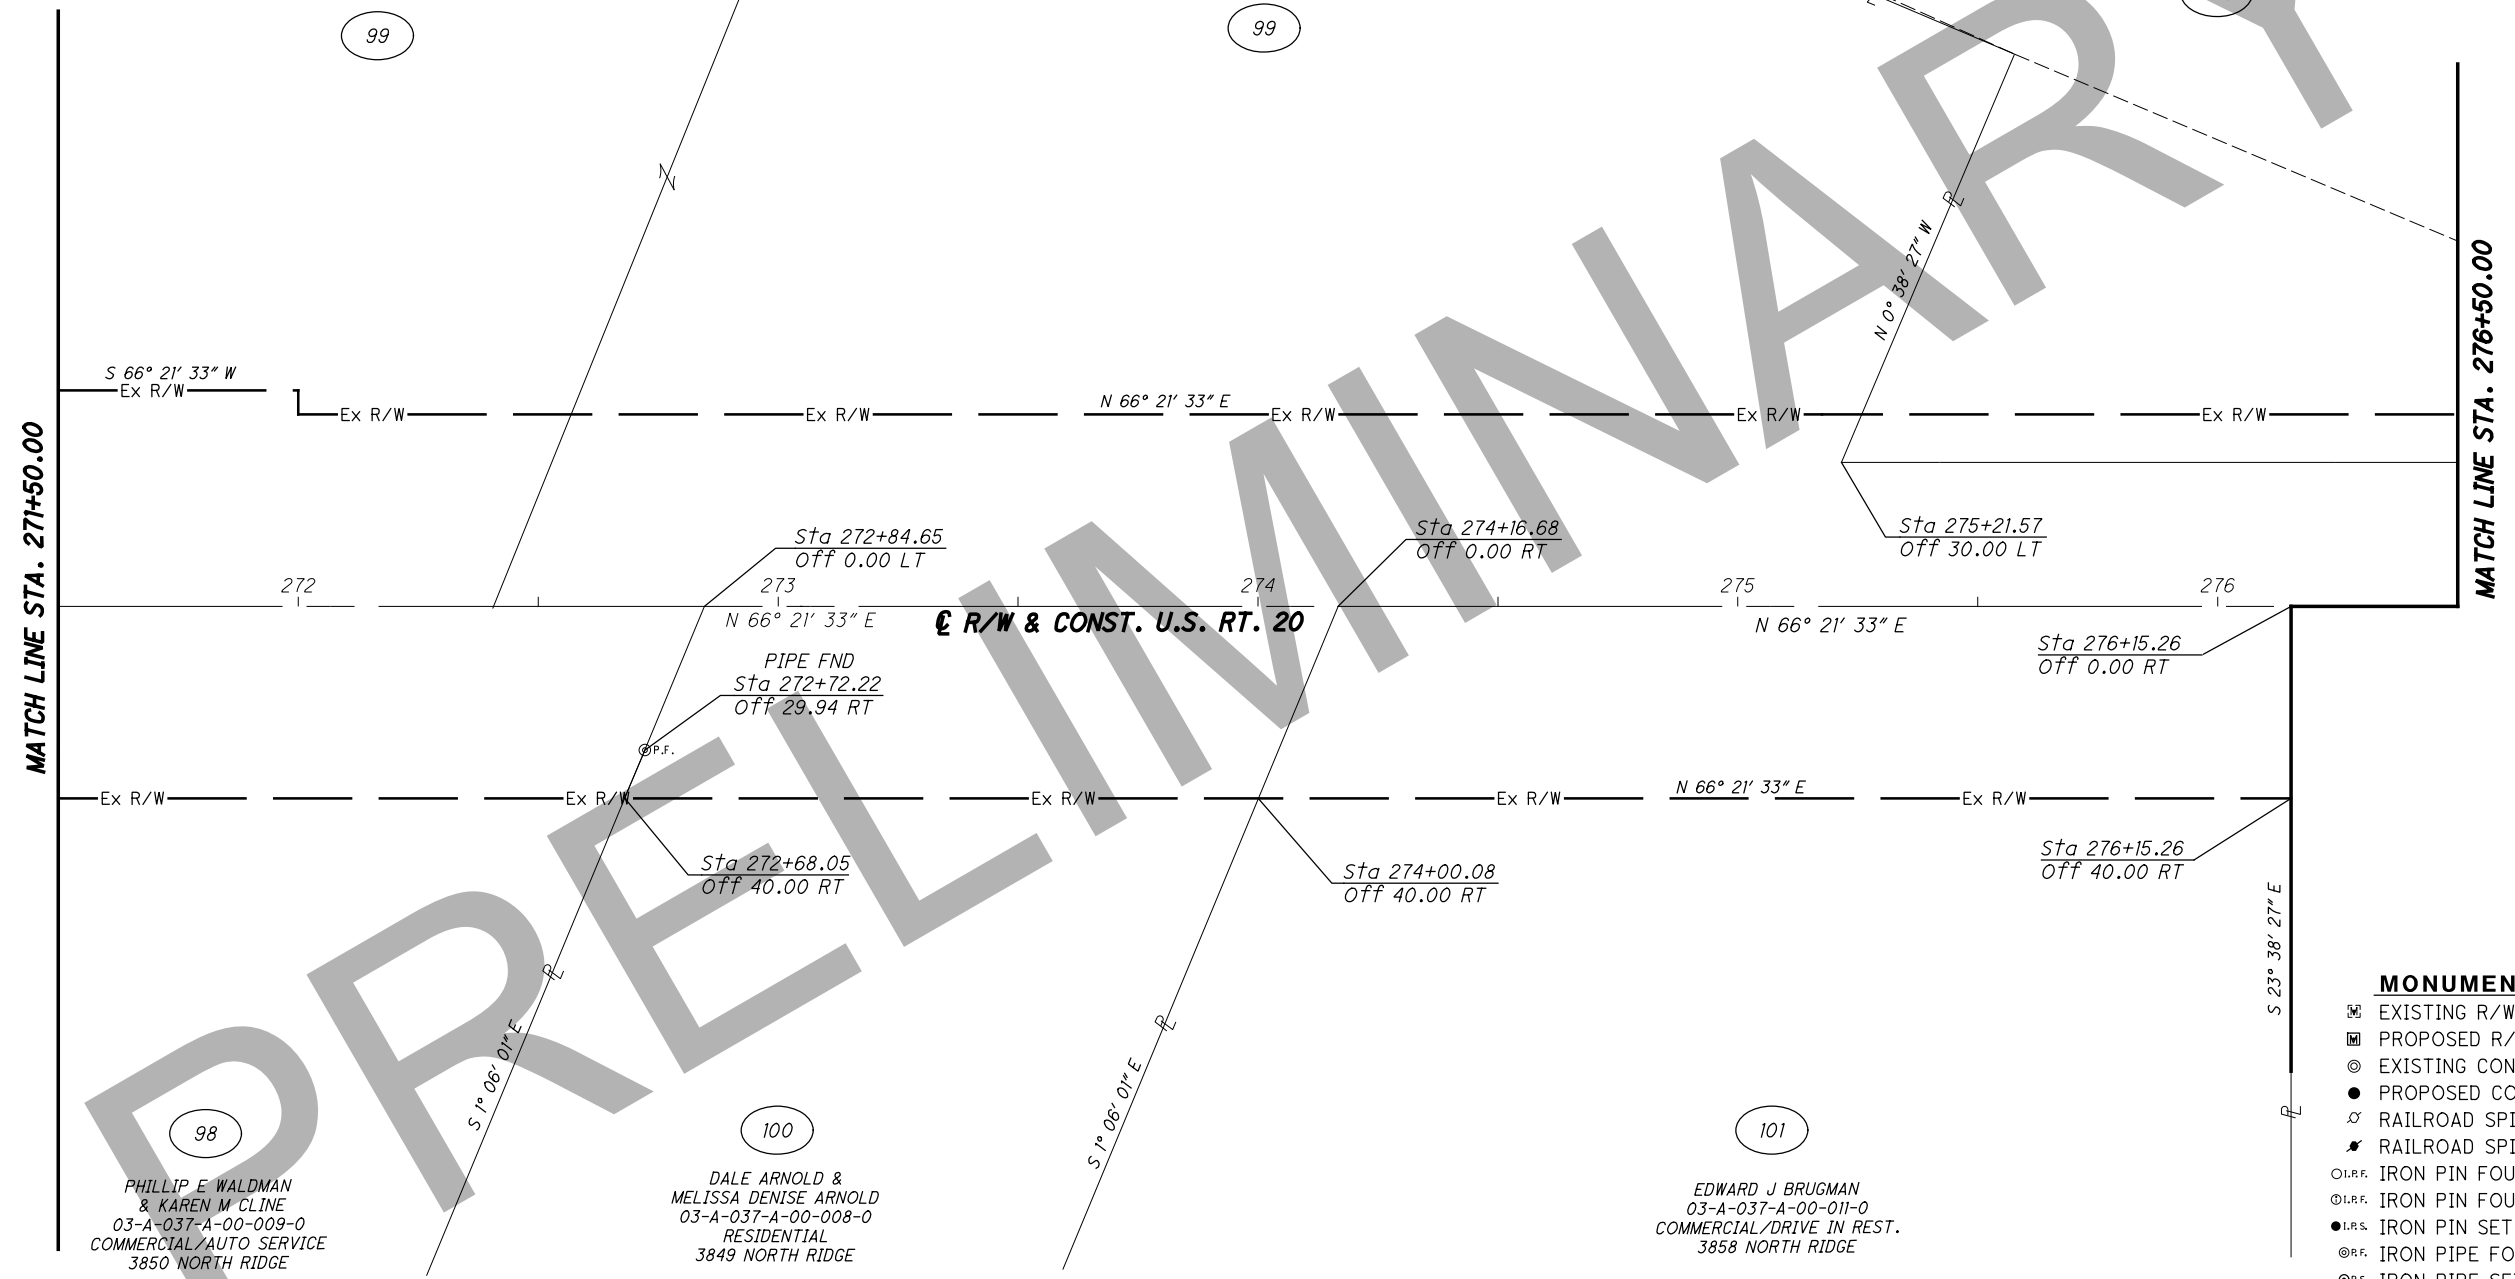 99
99
MATCH LINE STA. 271+50.00
MATCH LINE STA. 276+50.00
PRELIMINARY
N 0° 38' 27" W
S 66° 21' 33" W
Ex R/W
Ex R/W
Ex R/W
N 66° 21' 33" E
Ex R/W
Ex R/W
Ex R/W
Sta 272+84.65
Off 0.00 LT
Sta 274+16.68
Off 0.00 RT
Sta 275+21.57
Off 30.00 LT
272
273
274
275
276
N 66° 21' 33" E
℄ R/W & CONST. U.S. RT. 20
N 66° 21' 33" E
Sta 276+15.26
Off 0.00 RT
PIPE FND
Sta 272+72.22
Off 29.94 RT
P.F.
Ex R/W
Ex R/W
Ex R/W
Ex R/W
N 66° 21' 33" E
Ex R/W
Sta 272+68.05
Off 40.00 RT
Sta 274+00.08
Off 40.00 RT
Sta 276+15.26
Off 40.00 RT
S 1° 06' 01" E
S 1° 06' 01" E
S 23° 38' 27" E
98
PHILLIP E WALDMAN
& KAREN M CLINE
03-A-037-A-00-009-0
COMMERCIAL/AUTO SERVICE
3850 NORTH RIDGE
100
DALE ARNOLD &
MELISSA DENISE ARNOLD
03-A-037-A-00-008-0
RESIDENTIAL
3849 NORTH RIDGE
101
EDWARD J BRUGMAN
03-A-037-A-00-011-0
COMMERCIAL/DRIVE IN REST.
3858 NORTH RIDGE
MONUMEN
EXISTING R/W
PROPOSED R/
EXISTING CON
PROPOSED CO
RAILROAD SPI
RAILROAD SPI
I.P.F. IRON PIN FOU
I.P.F. IRON PIN FOU
I.P.S. IRON PIN SET
P.F. IRON PIPE FO